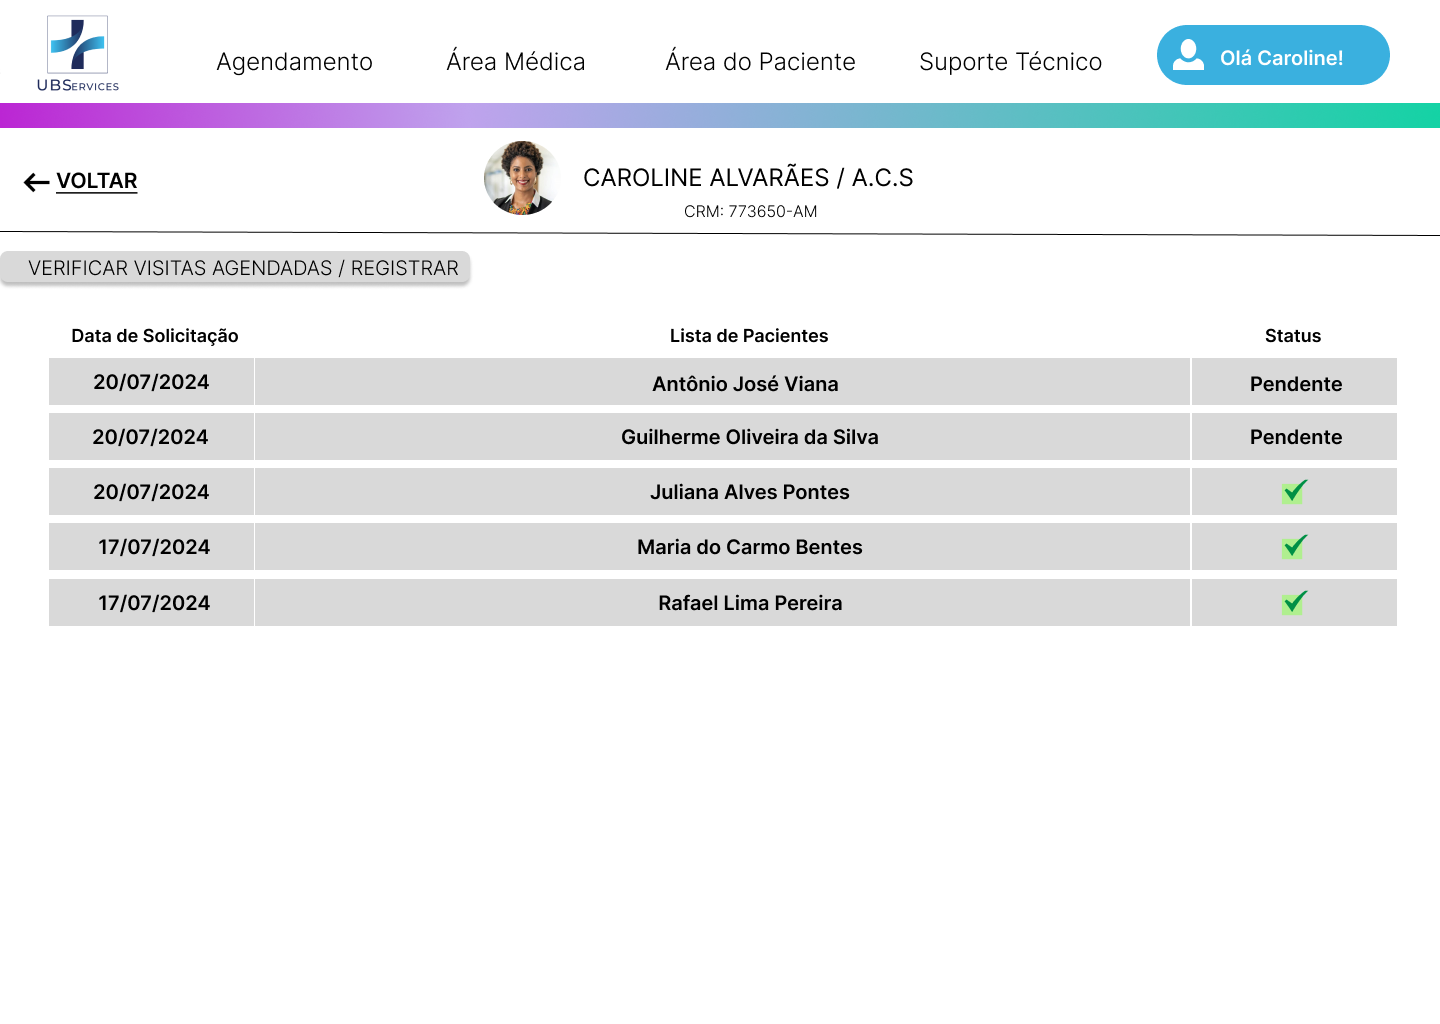 UBSERVICES
Agendamento
Área Médica
Área do Paciente
Suporte Técnico
Olá Caroline!
VOLTAR
CAROLINE ALVARÃES / A.C.S
CRM: 773650-AM
VERIFICAR VISITAS AGENDADAS / REGISTRAR
Data de Solicitação Lista de Pacientes Status
20/07/2024 Antônio José Viana Pendente
20/07/2024 Guilherme Oliveira da Silva Pendente
20/07/2024 Juliana Alves Pontes
17/07/2024 Maria do Carmo Bentes
17/07/2024 Rafael Lima Pereira